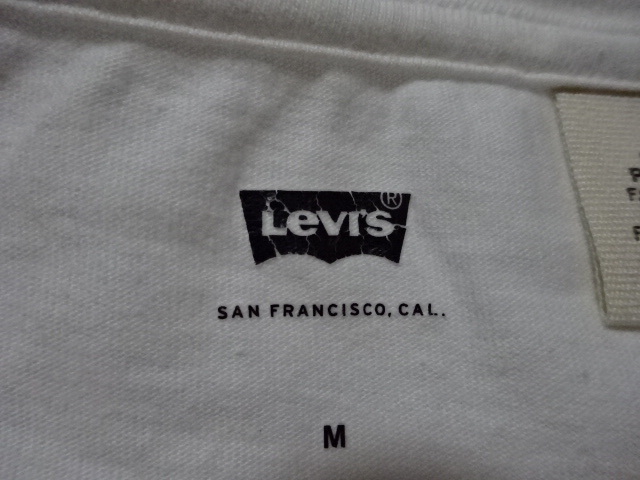 Levi's®
SAN FRANCISCO, CAL.
M